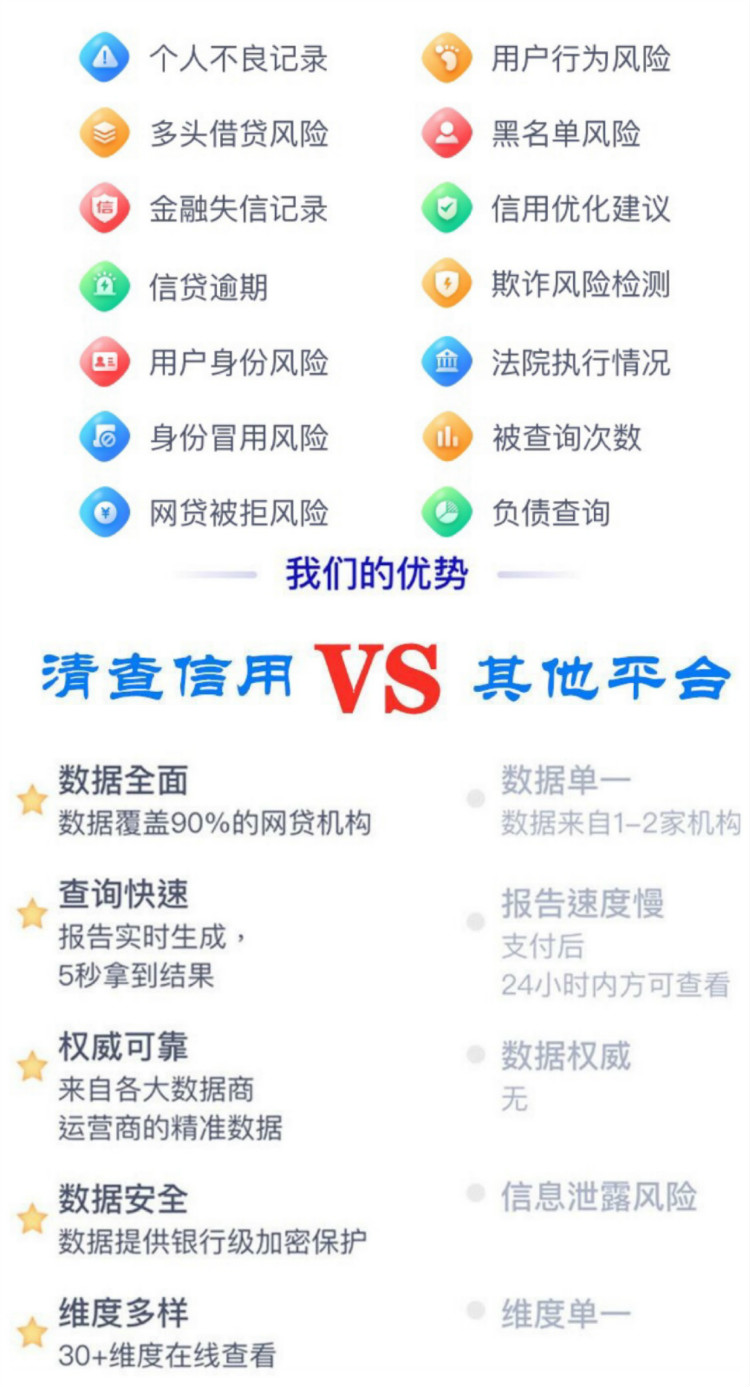 个人不良记录
用户行为风险
多头借贷风险
黑名单风险
信
金融失信记录
信用优化建议
信贷逾期
欺诈风险检测
用户身份风险
法院执行情况
身份冒用风险
被查询次数
¥
网贷被拒风险
负债查询
我们的优势
清查信用 VS 其他平台
数据全面
数据覆盖90%的网贷机构
数据单一
数据来自1-2家机构
查询快速
报告实时生成，
5秒拿到结果
报告速度慢
支付后
24小时内方可查看
权威可靠
来自各大数据商
运营商的精准数据
数据权威
无
数据安全
数据提供银行级加密保护
信息泄露风险
维度多样
30+维度在线查看
维度单一